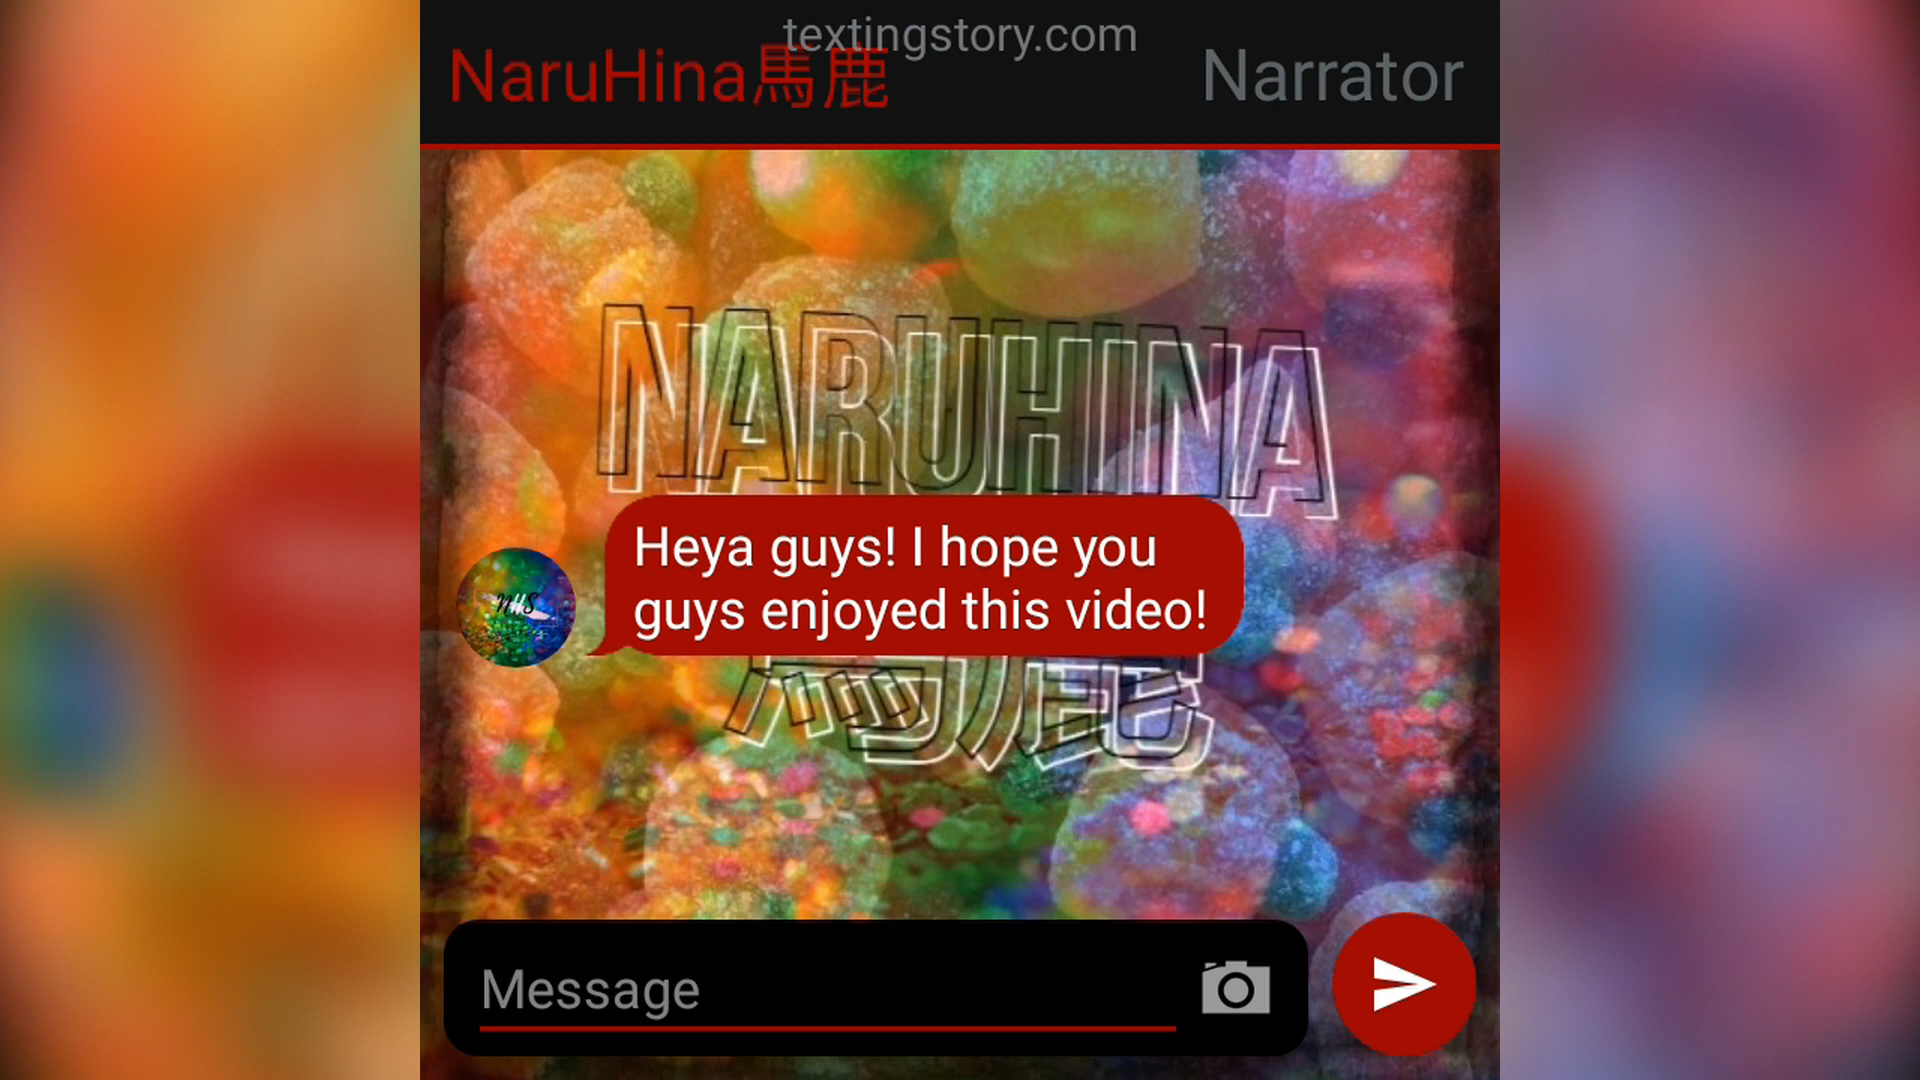 textingstory.com
NaruHina馬鹿
Narrator
NARUHINA
Heya guys! I hope you
guys enjoyed this video!
馬鹿
NHS
Message